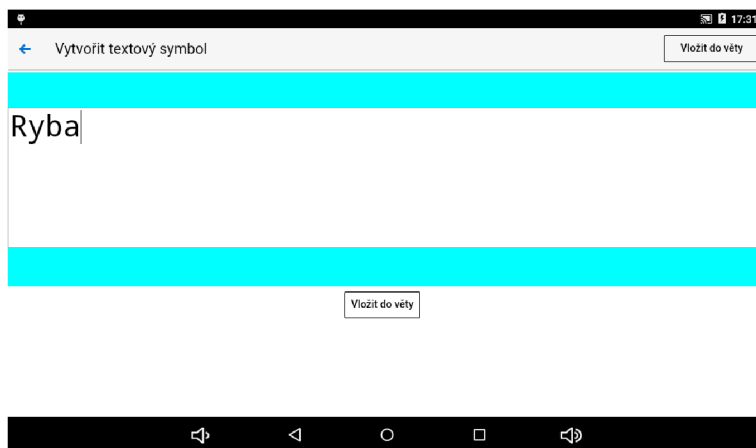 17:31
Vytvořit textový symbol
Vložit do věty
Ryba
Vložit do věty